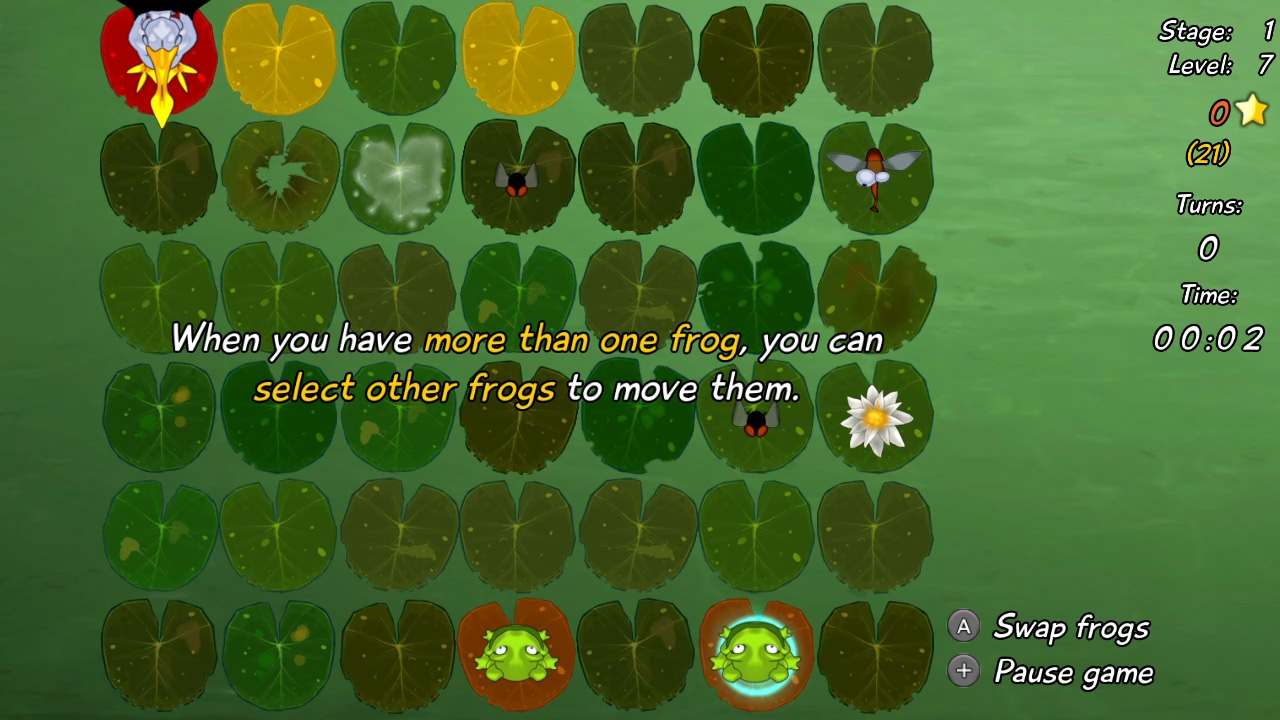 Stage: 1
Level: 7
0
(21)
Turns:
0
Time:
00:02
When you have more than one frog, you can
select other frogs to move them.
A Swap frogs
+ Pause game